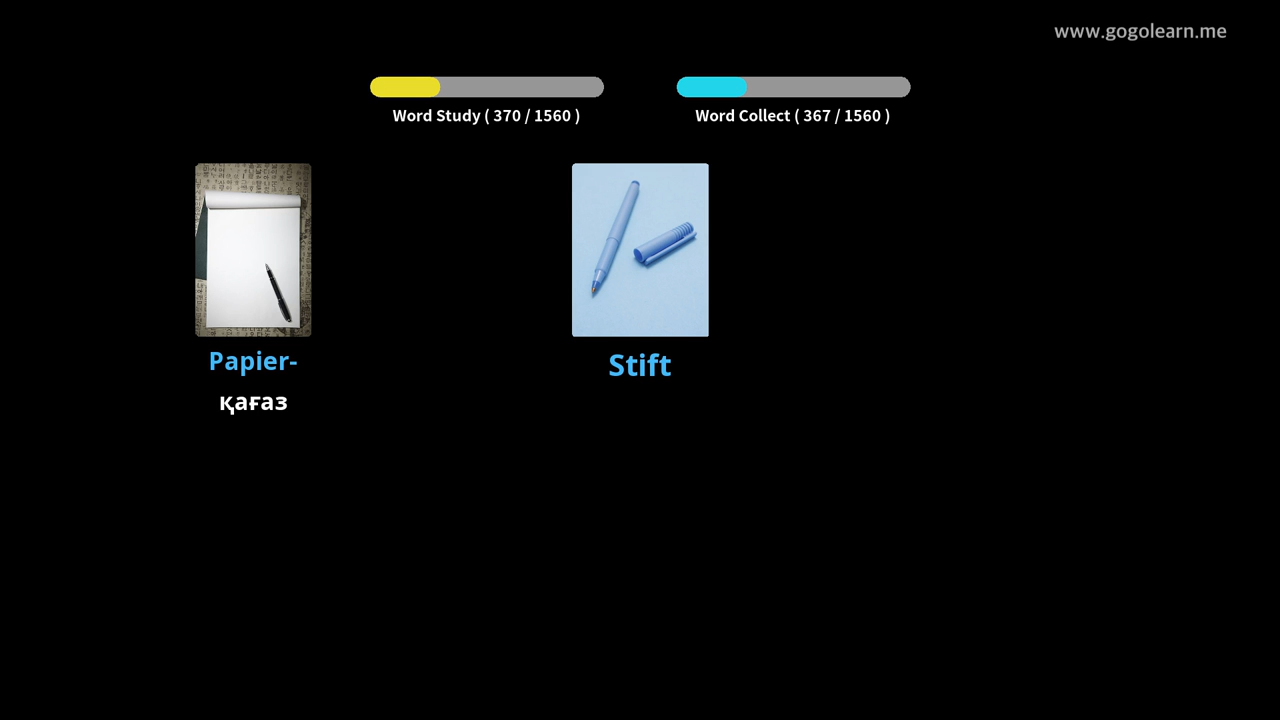 www.gogolearn.me
Word Study ( 370 / 1560 )
Word Collect ( 367 / 1560 )
Papier-
қағаз
Stift